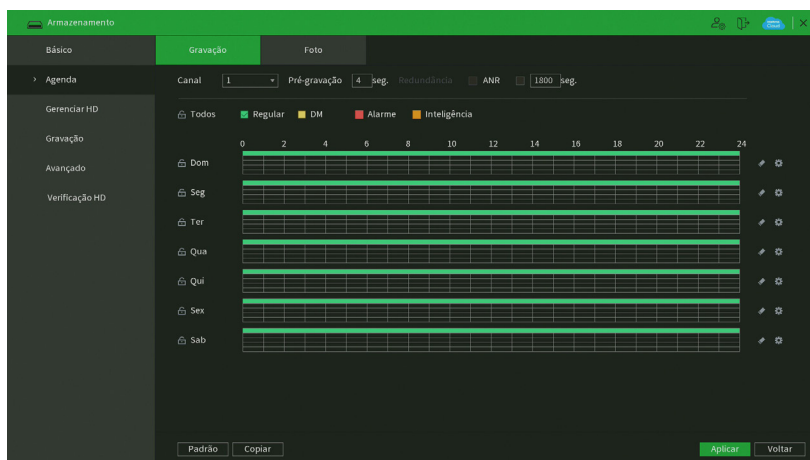 Armazenamento
Básico
Gravação Foto
> Agenda
Canal 1 Pré-gravação 4 seg. Redundância ANR 1800 seg.
Gerenciar HD
Todos Regular DM Alarme Inteligência
Gravação
0 2 4 6 8 10 12 14 16 18 20 22 24
Avançado
Dom
Verificação HD
Seg
Ter
Qua
Qui
Sex
Sab
Padrão Copiar Aplicar Voltar